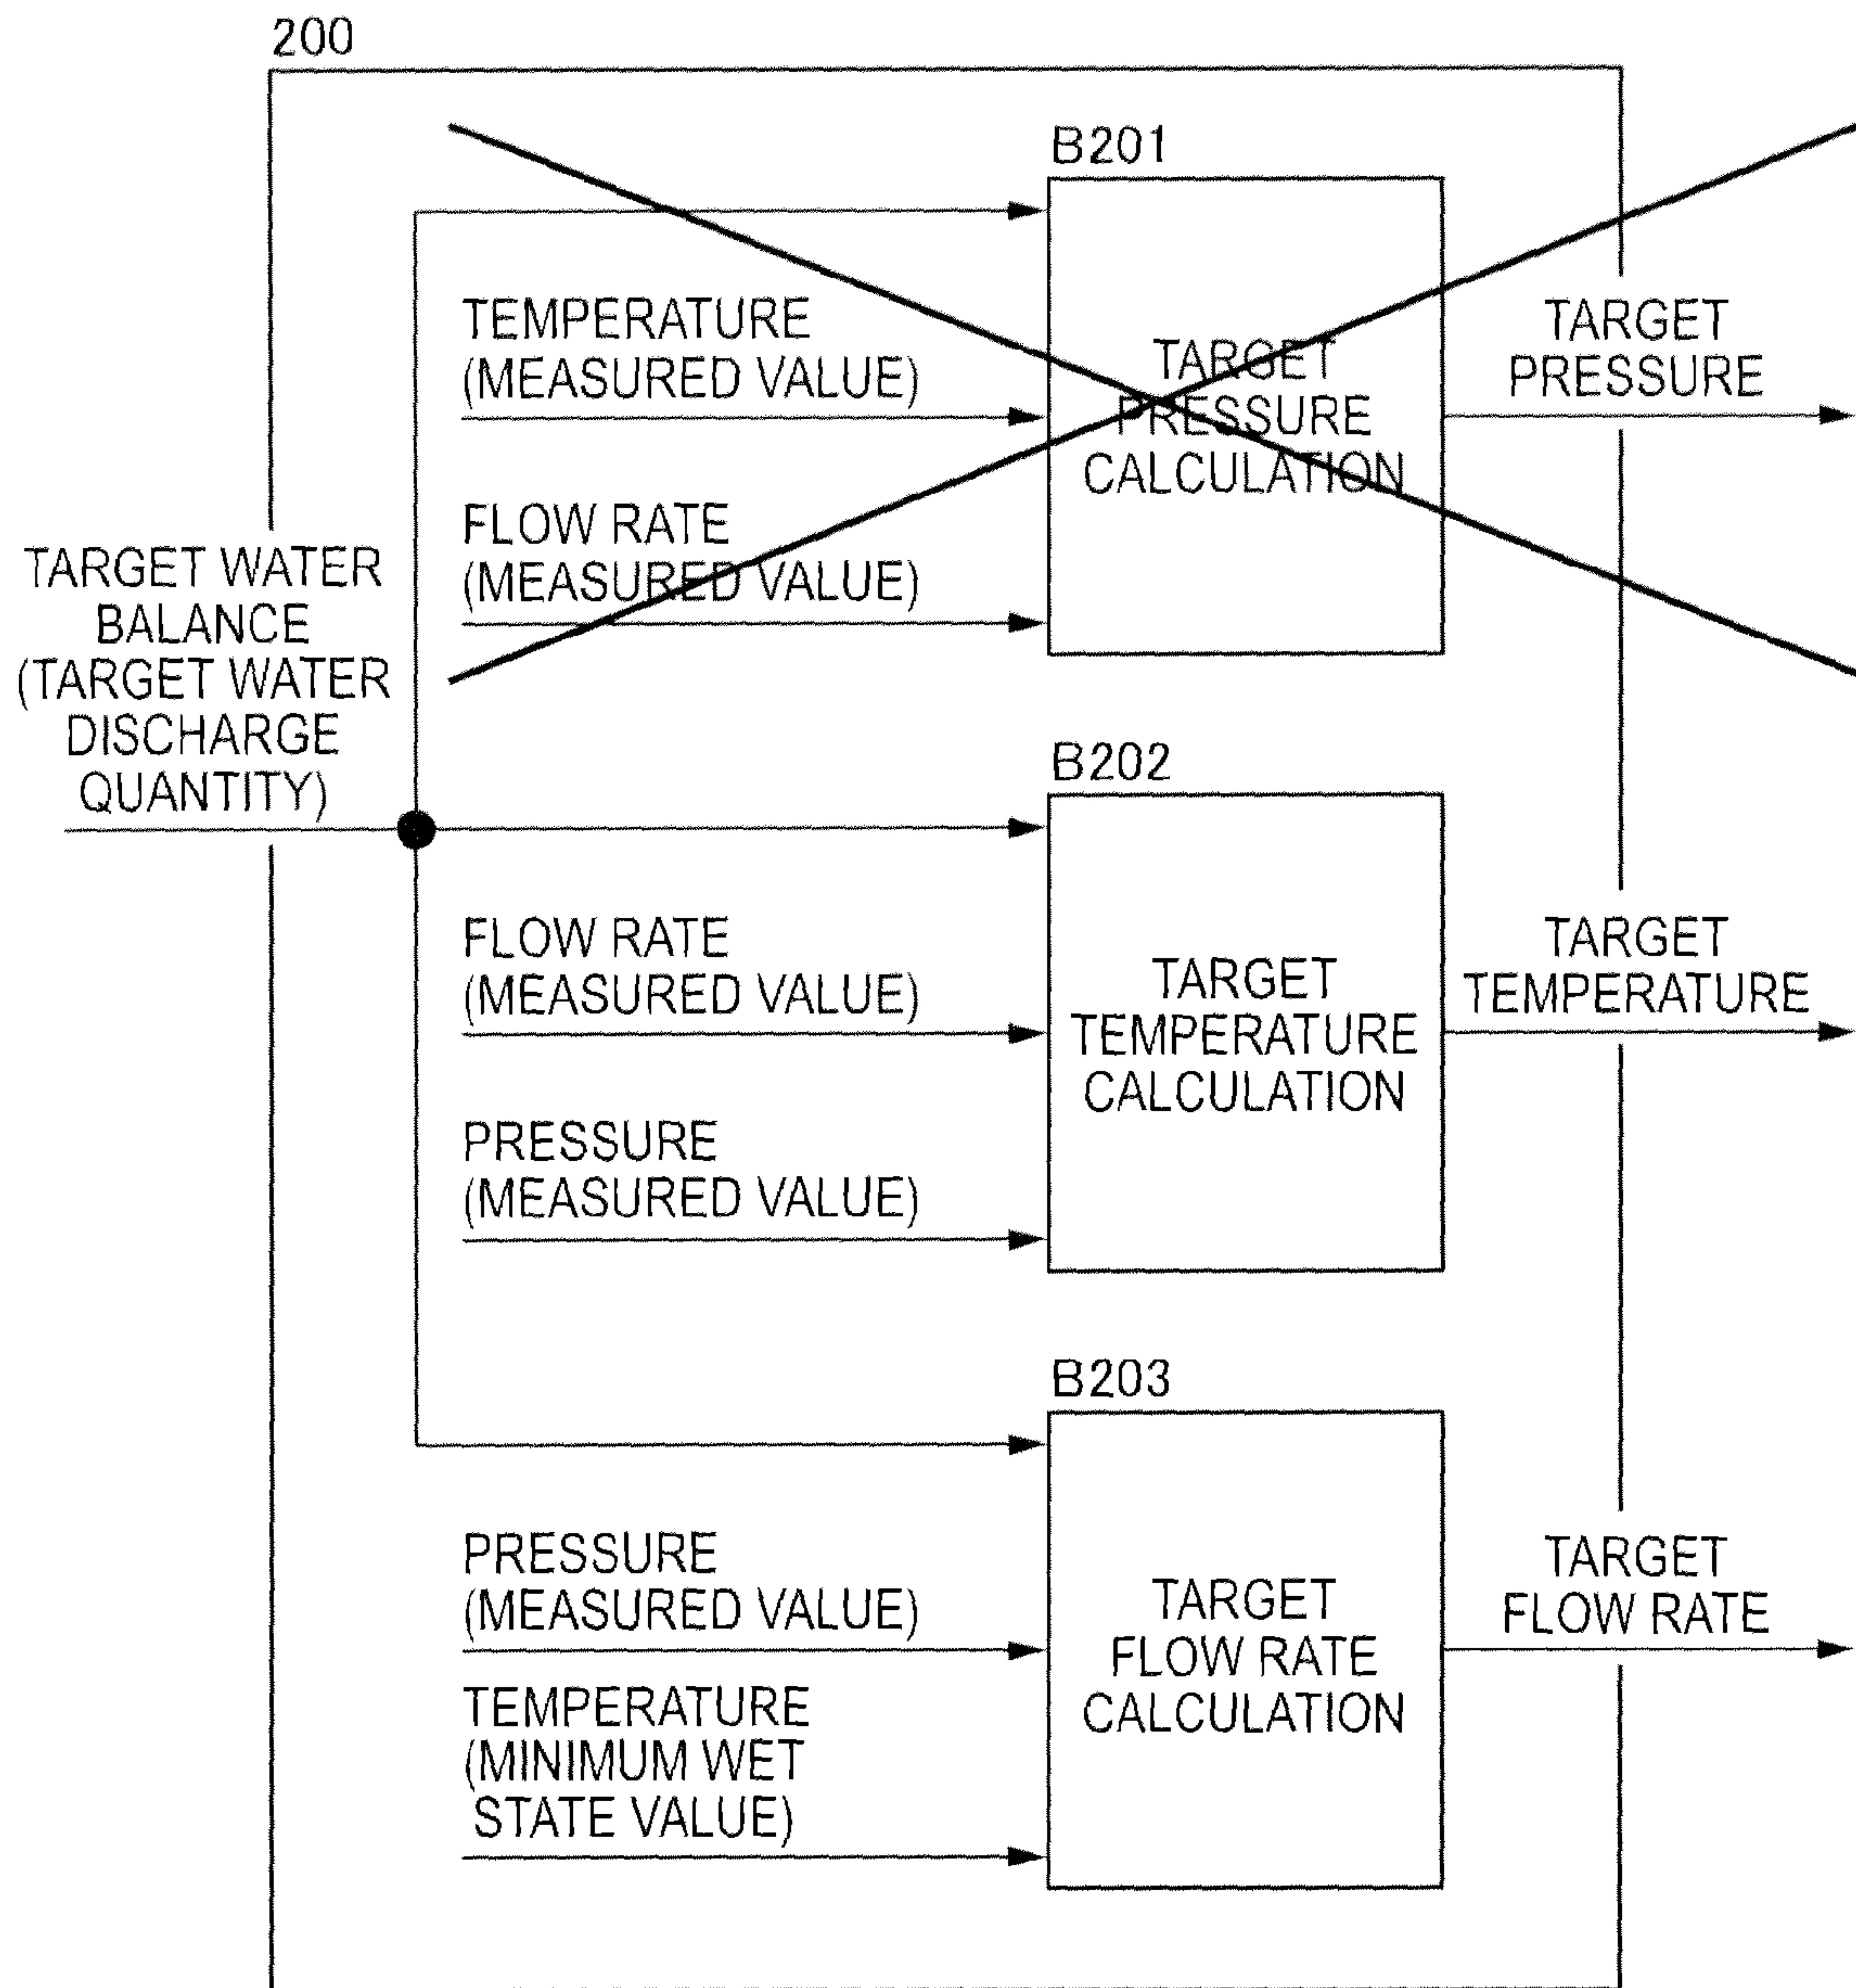 200
B201
TEMPERATURE
(MEASURED VALUE)
TARGET
PRESSURE
CALCULATION
TARGET
PRESSURE
FLOW RATE
(MEASURED VALUE)
TARGET WATER
BALANCE
(TARGET WATER
DISCHARGE
QUANTITY)
B202
FLOW RATE
(MEASURED VALUE)
TARGET
TEMPERATURE
CALCULATION
TARGET
TEMPERATURE
PRESSURE
(MEASURED VALUE)
B203
PRESSURE
(MEASURED VALUE)
TARGET
FLOW RATE
CALCULATION
TARGET
FLOW RATE
TEMPERATURE
(MINIMUM WET
STATE VALUE)